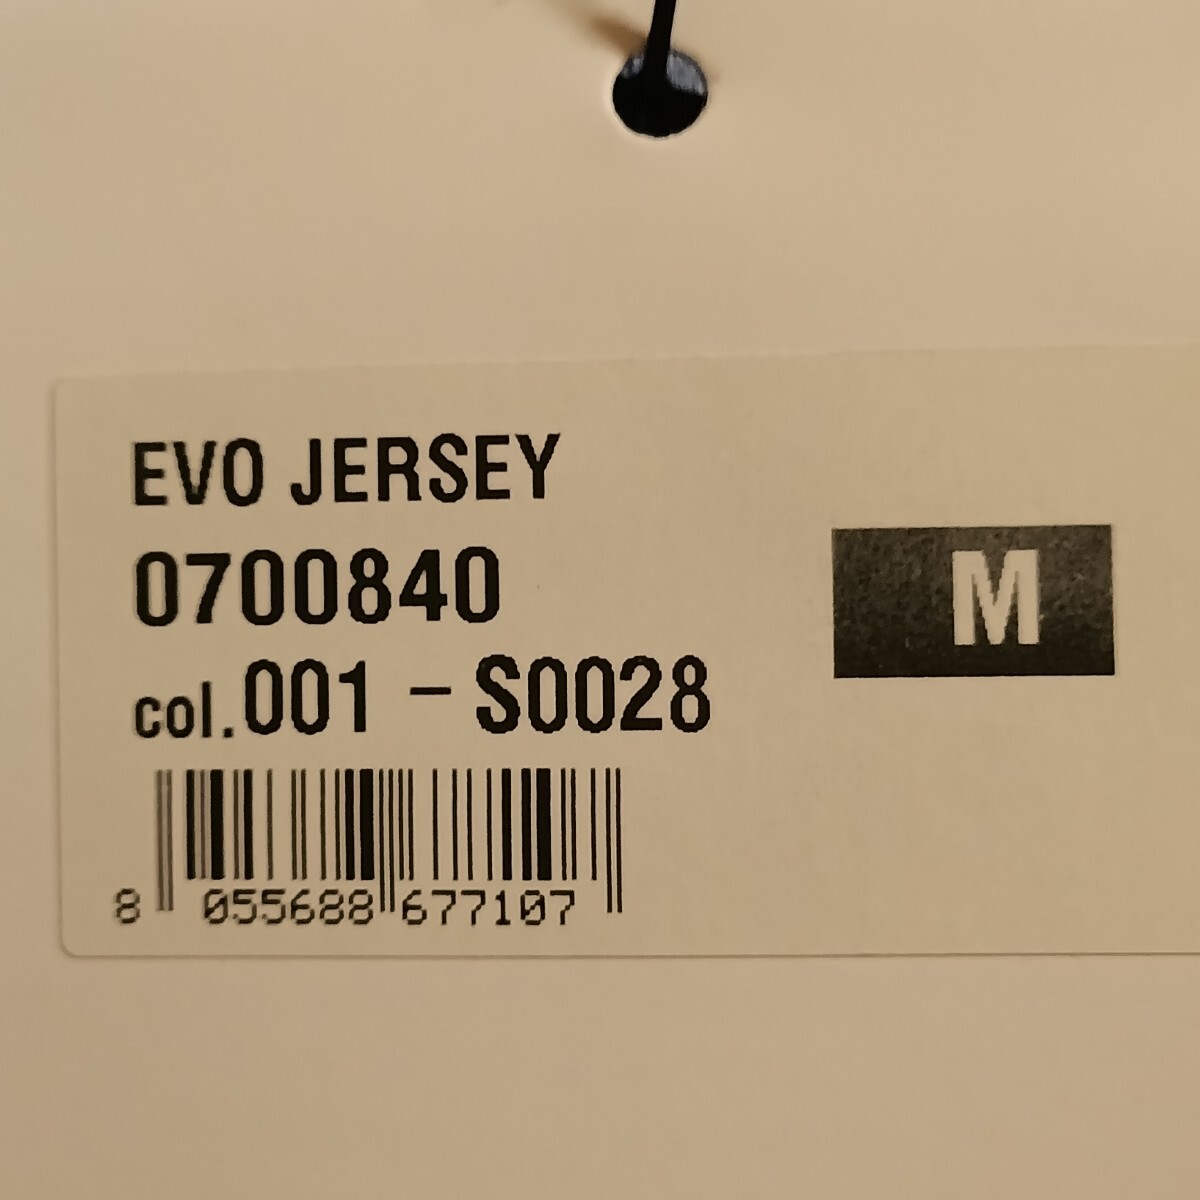 EVO JERSEY
0700840
M
col.001 - S0028
8 055688 677107